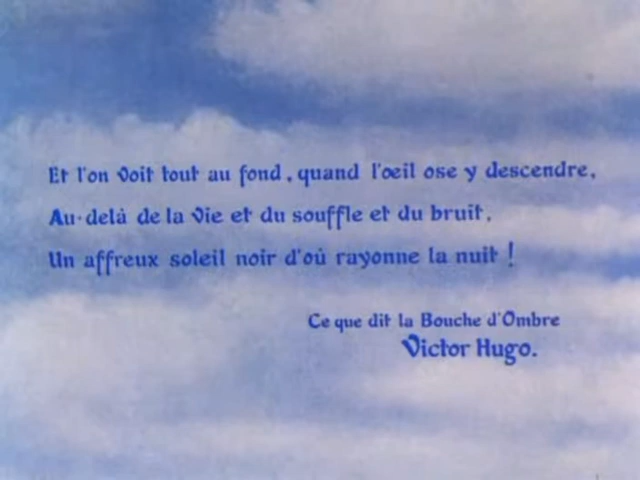 Et l'on voit tout au fond, quand l'œil ose y descendre,
Au-delà de la vie et du souffle et du bruit,
Un affreux soleil noir d'où rayonne la nuit !
Ce que dit la Bouche d'Ombre
Victor Hugo.